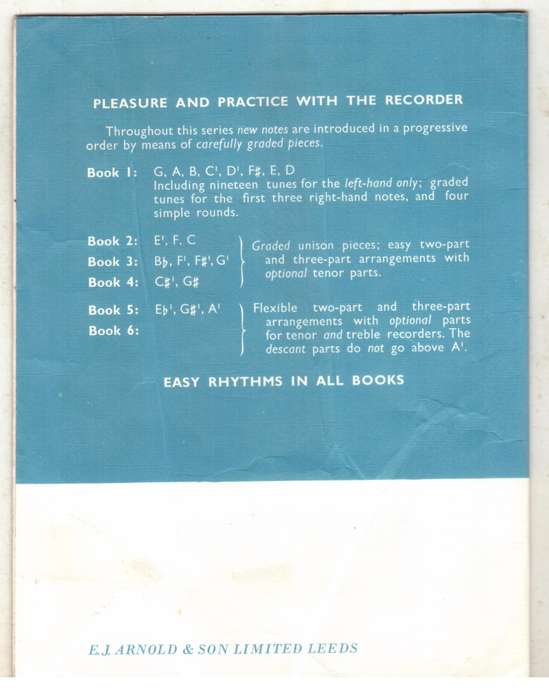 PLEASURE AND PRACTICE WITH THE RECORDER
Throughout this series new notes are introduced in a progressive
order by means of carefully graded pieces.
Book 1: G, A, B, C', D', F♯, E, D
Including nineteen tunes for the left-hand only; graded
tunes for the first three right-hand notes, and four
simple rounds.
Book 2: E', F, C
Book 3: B♭, F', F♯', G'
Book 4: C♯', G♯
Graded unison pieces; easy two-part
and three-part arrangements with
optional tenor parts.
Book 5: E♭', G♯', A'
Book 6:
Flexible two-part and three-part
arrangements with optional parts
for tenor and treble recorders. The
descant parts do not go above A'.
EASY RHYTHMS IN ALL BOOKS
E.J. ARNOLD & SON LIMITED LEEDS